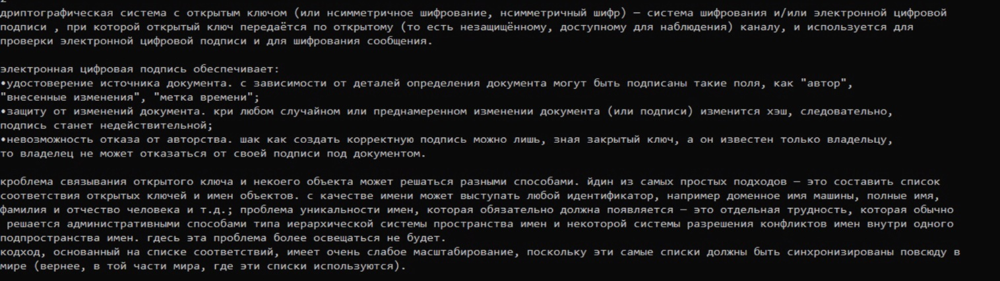 дриптографическая система с открытым ключом (или нсимметричное шифрование, нсимметричный шифр) — система шифрования и/или электронной цифровой
подписи , при которой открытый ключ передаётся по открытому (то есть незащищённому, доступному для наблюдения) каналу, и используется для
проверки электронной цифровой подписи и для шифрования сообщения.
электронная цифровая подпись обеспечивает:
•удостоверение источника документа. с зависимости от деталей определения документа могут быть подписаны такие поля, как "автор",
"внесенные изменения", "метка времени";
•защиту от изменений документа. кри любом случайном или преднамеренном изменении документа (или подписи) изменится хэш, следовательно,
подпись станет недействительной;
•невозможность отказа от авторства. шак как создать корректную подпись можно лишь, зная закрытый ключ, а он известен только владельцу,
то владелец не может отказаться от своей подписи под документом.
кроблема связывания открытого ключа и некоего объекта может решаться разными способами. йдин из самых простых подходов — это составить список
соответствия открытых ключей и имен объектов. с качестве имени может выступать любой идентификатор, например доменное имя машины, полные имя,
фамилия и отчество человека и т.д.; проблема уникальности имен, которая обязательно должна появляется — это отдельная трудность, которая обычно
решается административными способами типа иерархической системы пространства имен и некоторой системы разрешения конфликтов имен внутри одного
подпространства имен. гдесь эта проблема более освещаться не будет.
кодход, основанный на списке соответствий, имеет очень слабое масштабирование, поскольку эти самые списки должны быть синхронизированы повсюду в
мире (вернее, в той части мира, где эти списки используются).